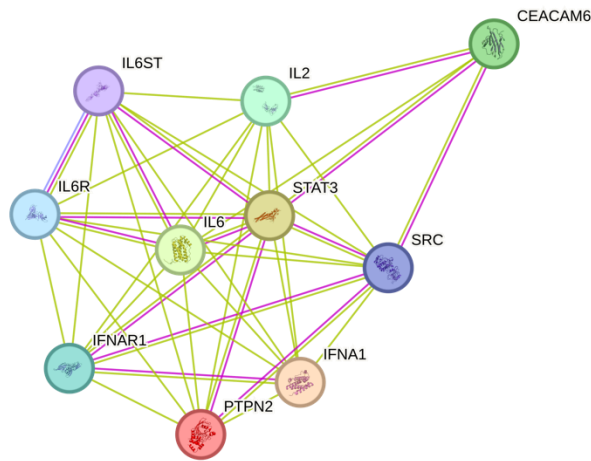 CEACAM6
IL6ST
IL2
IL6R
STAT3
IL6
SRC
IFNAR1
IFNA1
PTPN2